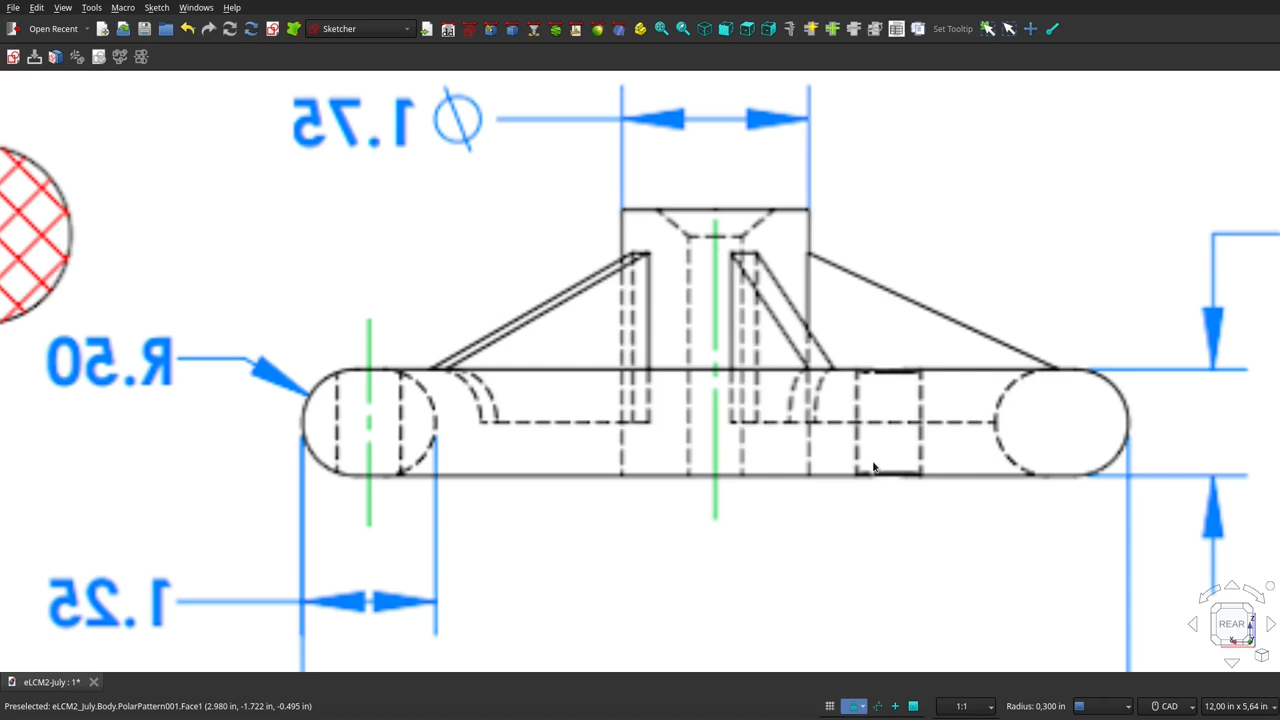 File Edit View Tools Macro Sketch Windows Help
Open Recent Sketcher Set Tooltip
1.75
R.50
1.25
REAR
Z
eLCM2-July : 1*
Preselected: eLCM2_July.Body.PolarPattern001.Face1 (2.980 in, -1.722 in, -0.495 in) 1:1 Radius: 0,300 in CAD 12,00 in x 5,64 in